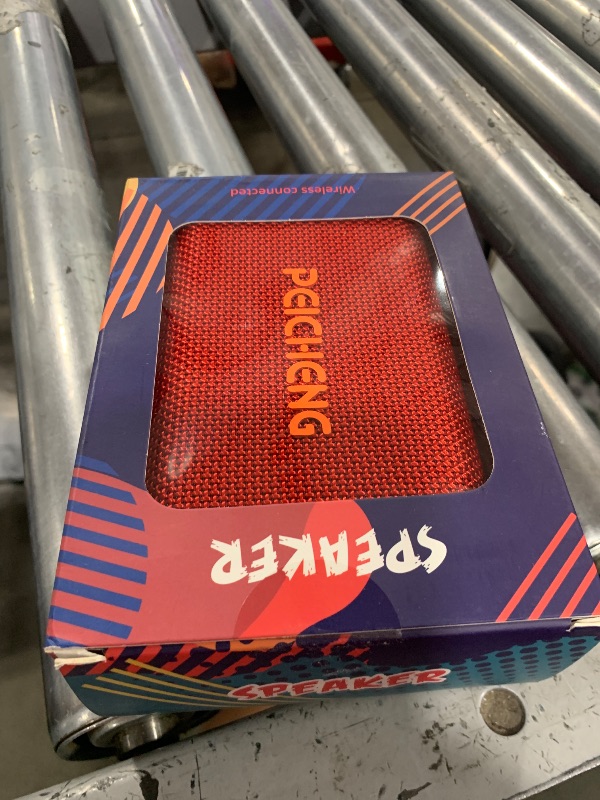 Wireless connected
PEICHENG
SPEAKER
SPEAKER